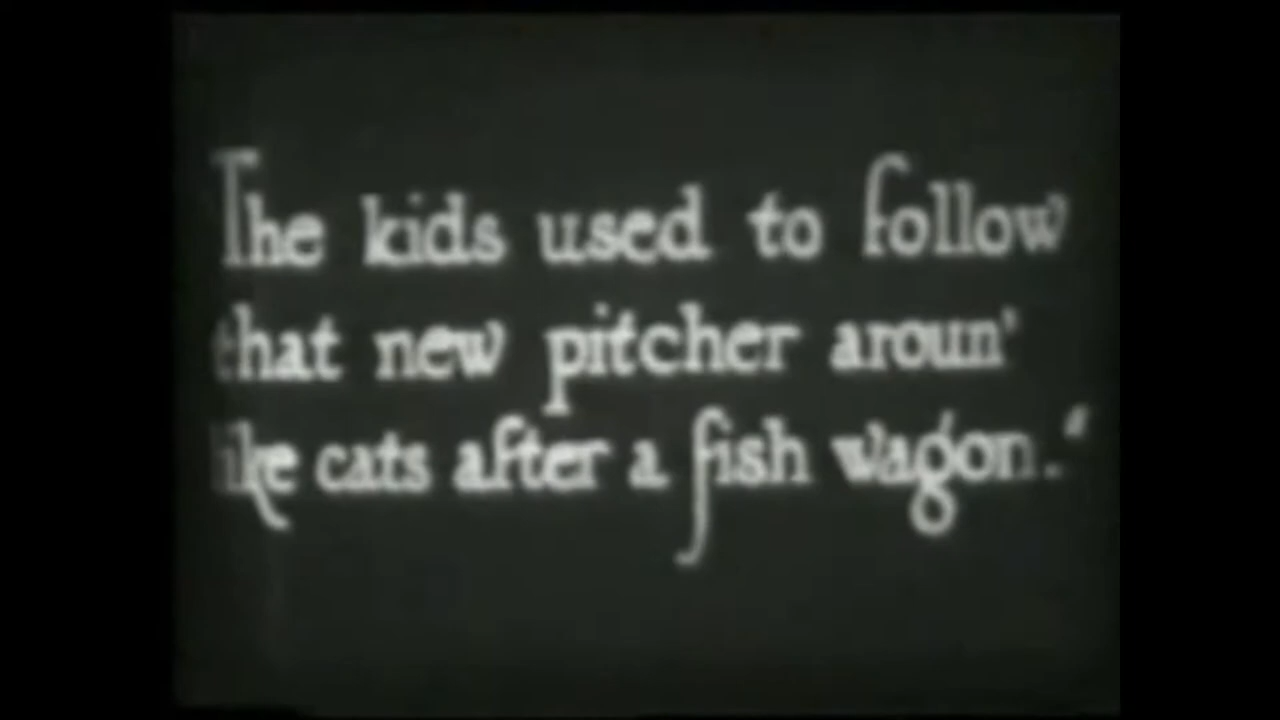 The kids used to follow
that new pitcher aroun'
like cats after a fish wagon."